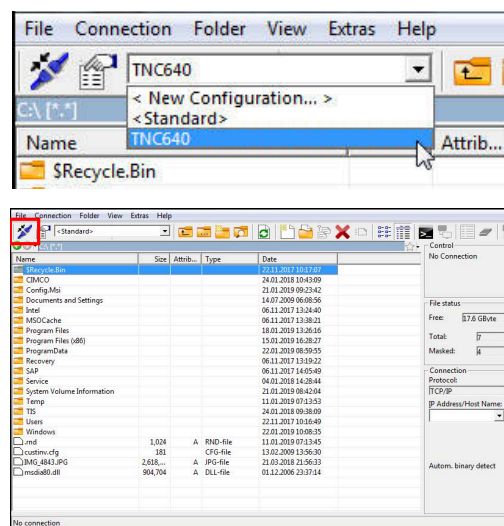 File Connection Folder View Extras Help
TNC640
C:\ [*.*]
< New Configuration... >
<Standard>
TNC640
Name Attrib...
$Recycle.Bin
File Connection Folder View Extras Help
<Standard>
C:\[*.*]
Control
No Connection
Name Size Attrib... Type Date
$Recycle.Bin 22.11.2017 10:17:07
CIMCO 24.01.2018 10:43:09
Config.Msi 21.01.2019 09:23:42
Documents and Settings 14.07.2009 06:08:56
Intel 06.11.2017 13:24:40
MSOCache 06.11.2017 13:38:21
Program Files 18.01.2019 13:26:16
Program Files (x86) 15.01.2019 16:28:27
ProgramData 22.01.2019 08:59:55
Recovery 06.11.2017 13:19:22
SAP 06.11.2017 14:05:49
Service 04.01.2018 14:28:44
System Volume Information 21.01.2019 08:42:04
Temp 11.01.2019 07:13:53
TIS 24.01.2018 09:38:09
Users 22.11.2017 10:16:49
Windows 22.01.2019 10:08:35
.rnd 1,024 A RND-file 11.01.2019 07:13:45
custinv.cfg 181 CFG-file 13.02.2009 13:56:30
IMG_4843.JPG 2,618,... A JPG-file 21.03.2018 21:56:33
msdia80.dll 904,704 A DLL-file 01.12.2006 23:37:14
File status
Free: 17.6 GByte
Total: 7
Masked: 4
Connection
Protocol:
TCP/IP
IP Address/Host Name:
Autom. binary detect
No connection